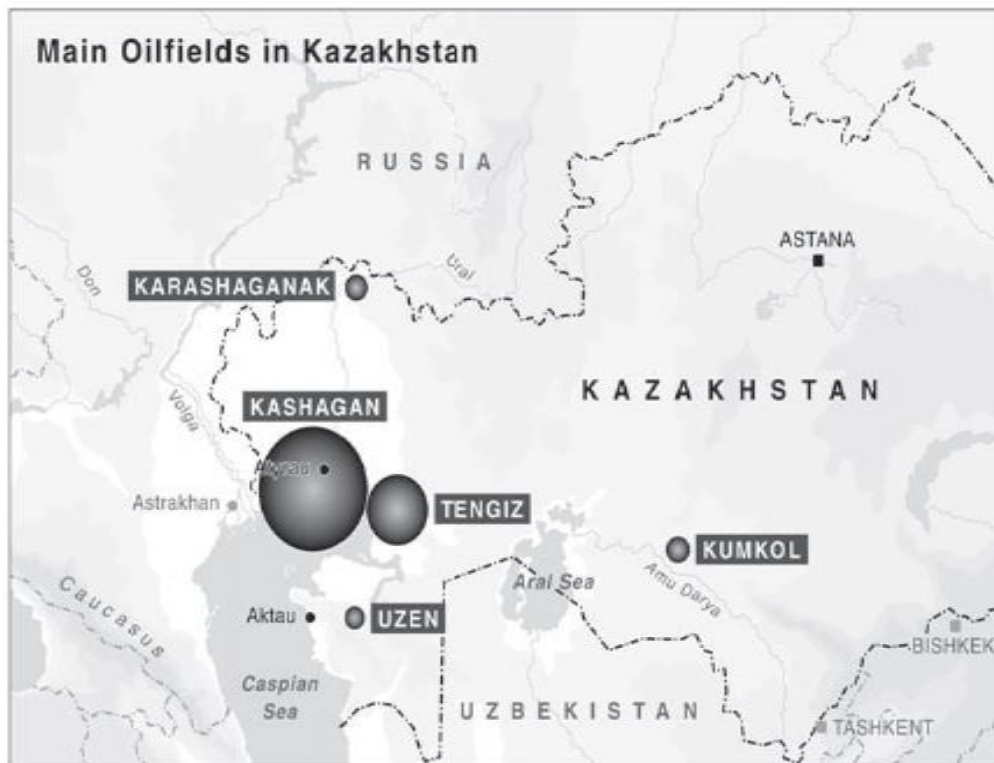 Main Oilfields in Kazakhstan
RUSSIA
ASTANA
Don
Ural
KARASHAGANAK
KAZAKHSTAN
Volga
KASHAGAN
Atyrau
Astrakhan
TENGIZ
KUMKOL
Aral Sea
Amu Darya
Caucasus
Aktau
UZEN
BISHKEK
Caspian
Sea
UZBEKISTAN
TASHKENT